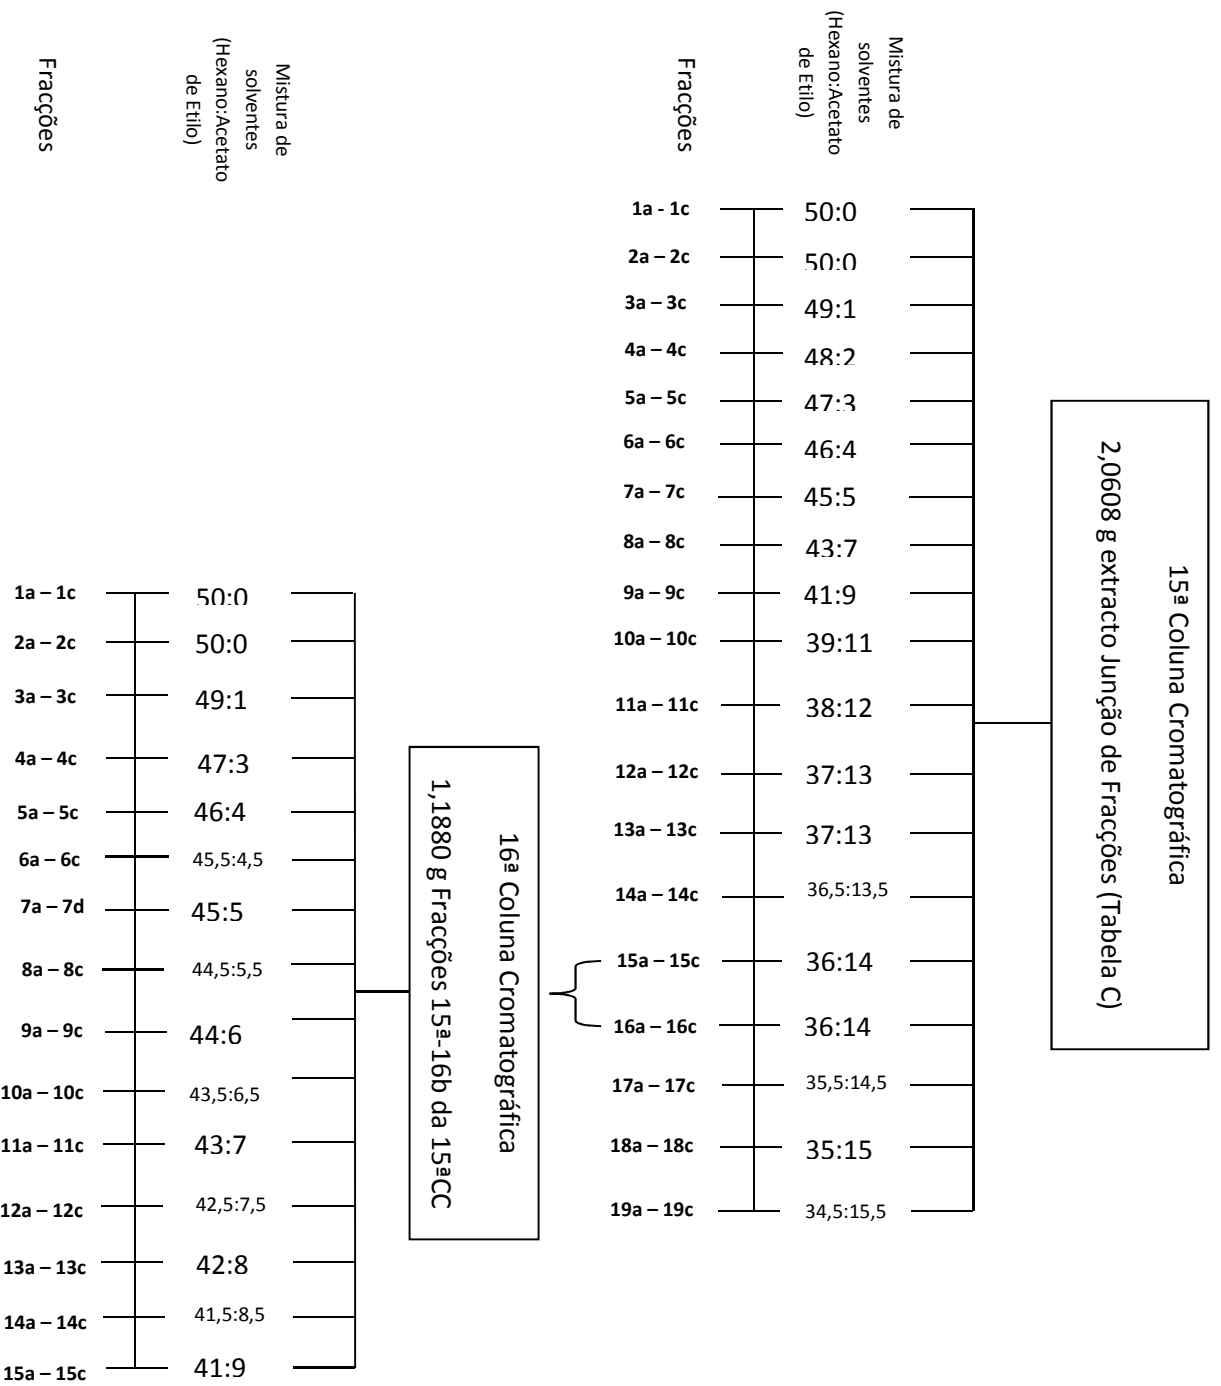 15ª Coluna Cromatográfica
2,0608 g extracto Junção de Fracções (Tabela C)
Mistura de
solventes
(Hexano:Acetato
de Etilo)
Fracções
1a - 1c 50:0
2a – 2c 50:0
3a – 3c 49:1
4a – 4c 48:2
5a – 5c 47:3
6a – 6c 46:4
7a – 7c 45:5
8a – 8c 43:7
9a – 9c 41:9
10a – 10c 39:11
11a – 11c 38:12
12a – 12c 37:13
13a – 13c 37:13
14a – 14c 36,5:13,5
15a – 15c 36:14
16a – 16c 36:14
17a – 17c 35,5:14,5
18a – 18c 35:15
19a – 19c 34,5:15,5
16ª Coluna Cromatográfica
1,1880 g Fracções 15ª-16b da 15ªCC
Mistura de
solventes
(Hexano:Acetato
de Etilo)
Fracções
1a – 1c 50:0
2a – 2c 50:0
3a – 3c 49:1
4a – 4c 47:3
5a – 5c 46:4
6a – 6c 45,5:4,5
7a – 7d 45:5
8a – 8c 44,5:5,5
9a – 9c 44:6
10a – 10c 43,5:6,5
11a – 11c 43:7
12a – 12c 42,5:7,5
13a – 13c 42:8
14a – 14c 41,5:8,5
15a – 15c 41:9